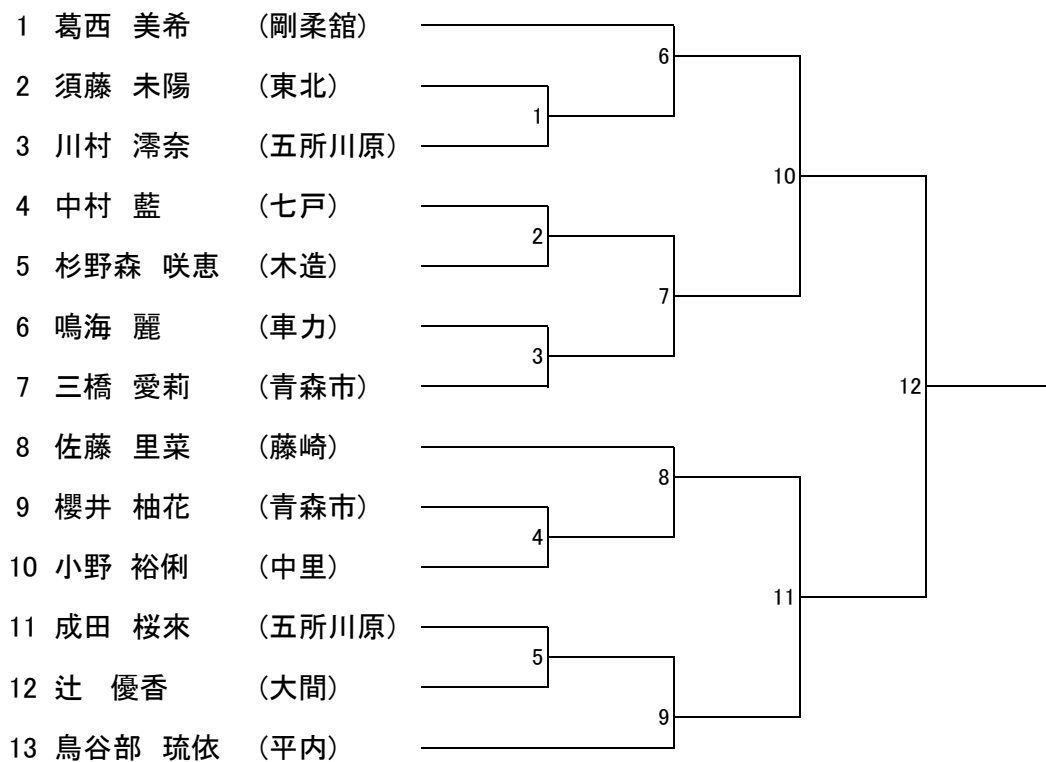 1 葛西 美希 (剛柔舘)
2 須藤 未陽 (東北)
3 川村 澪奈 (五所川原)
4 中村 藍 (七戸)
5 杉野森 咲恵 (木造)
6 鳴海 麗 (車力)
7 三橋 愛莉 (青森市)
8 佐藤 里菜 (藤崎)
9 櫻井 柚花 (青森市)
10 小野 裕俐 (中里)
11 成田 桜來 (五所川原)
12 辻 優香 (大間)
13 鳥谷部 琉依 (平内)
1
2
3
4
5
6
7
8
9
10
11
12